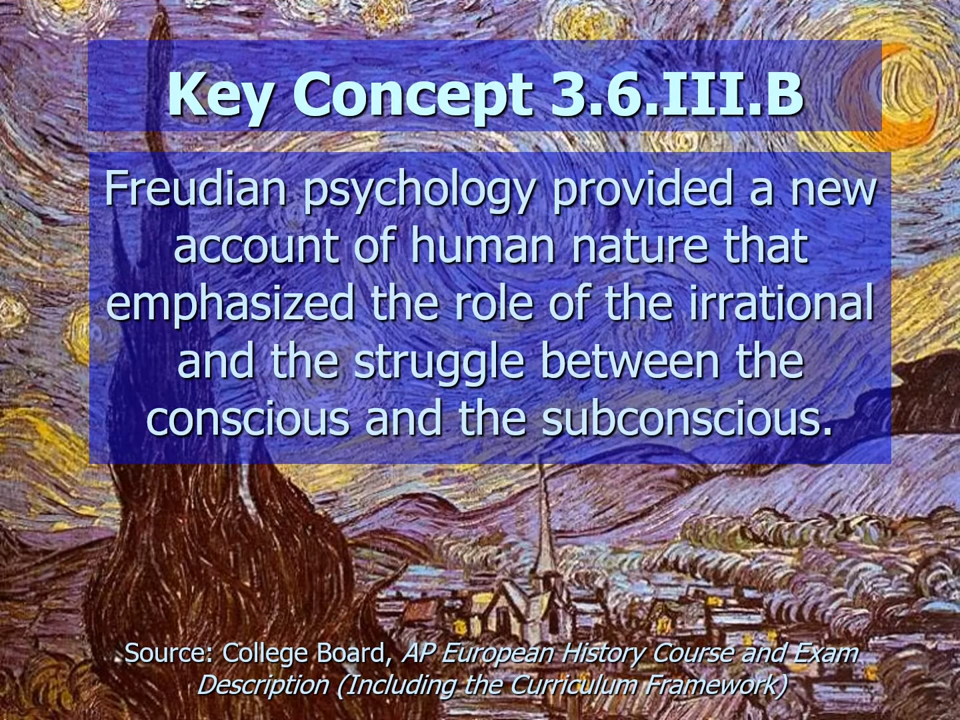 Key Concept 3.6.III.B
Freudian psychology provided a new
account of human nature that
emphasized the role of the irrational
and the struggle between the
conscious and the subconscious.
Source: College Board, AP European History Course and Exam
Description (Including the Curriculum Framework)